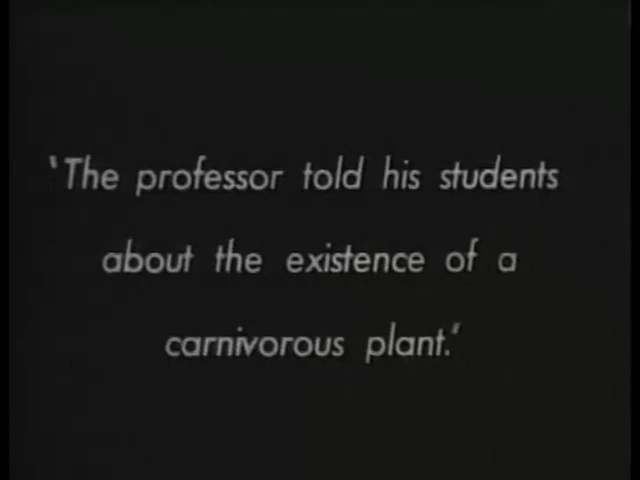 'The professor told his students
about the existence of a
carnivorous plant.'